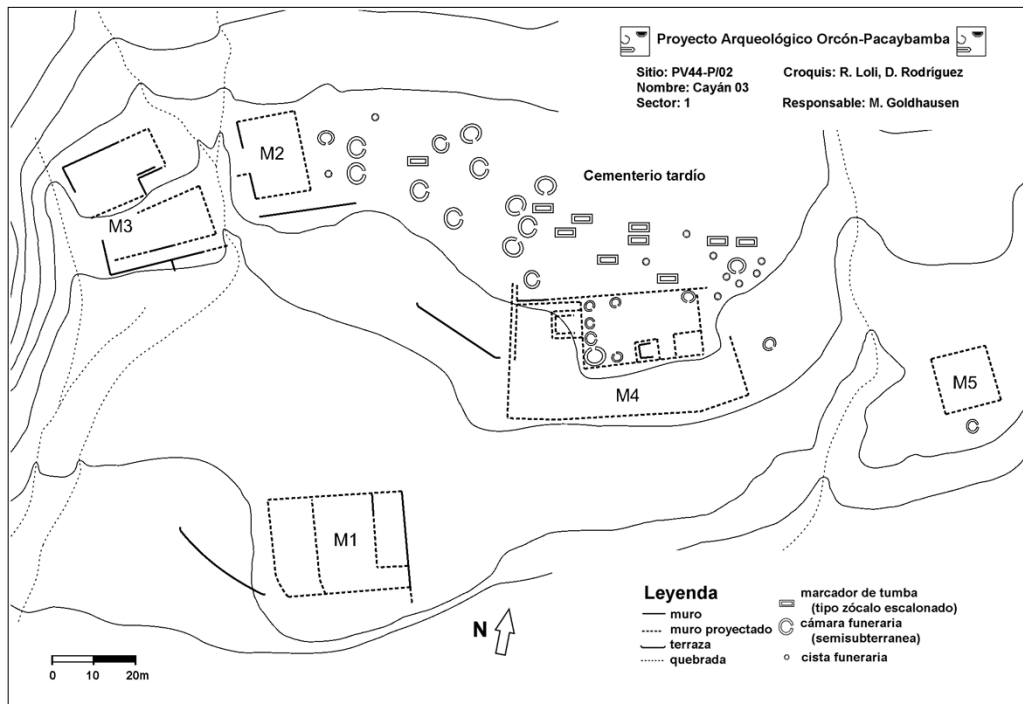 Proyecto Arqueológico Orcón-Pacaybamba
Sitio: PV44-P/02
Croquis: R. Loli, D. Rodríguez
Nombre: Cayán 03
Sector: 1
Responsable: M. Goldhausen
M2
Cementerio tardío
M3
M4
M5
M1
Leyenda
muro
muro proyectado
terraza
quebrada
marcador de tumba
(tipo zócalo escalonado)
cámara funeraria
(semisubterranea)
cista funeraria
N
0 10 20m